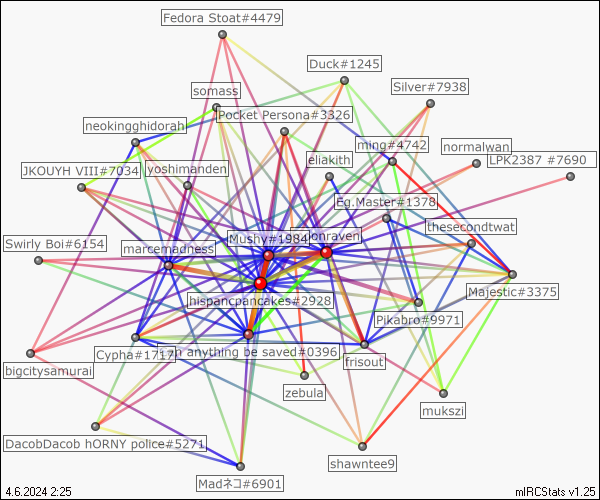 Fedora Stoat#4479
Duck#1245
Silver#7938
somass
Pocket Persona#3326
neokingghidorah
ming#4742
normalwan
eliakith
LPK2387 #7690
JKOUYH VIII#7034
yoshimanden
Eg.Master#1378
thesecondtwat
Mushy#1984
onraven
Swirly Boi#6154
marcemadness
hispancpancakes#2928
Majestic#3375
Pikabro#9971
Cypha#1717
n anything be saved#0396
frisout
bigcitysamurai
zebula
mukszi
DacobDacob hORNY police#5271
shawntee9
Madネコ#6901
4.6.2024 2:25
mIRCStats v1.25